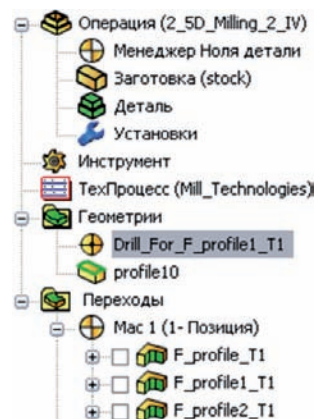 Операция (2_5D_Milling_2_IV)
Менеджер Ноля детали
Заготовка (stock)
Деталь
Установки
Инструмент
ТехПроцесс (Mill_Technologies)
Геометрии
Drill_For_F_profile1_T1
profile10
Переходы
Mac 1 (1- Позиция)
F_profile_T1
F_profile1_T1
F_profile2_T1